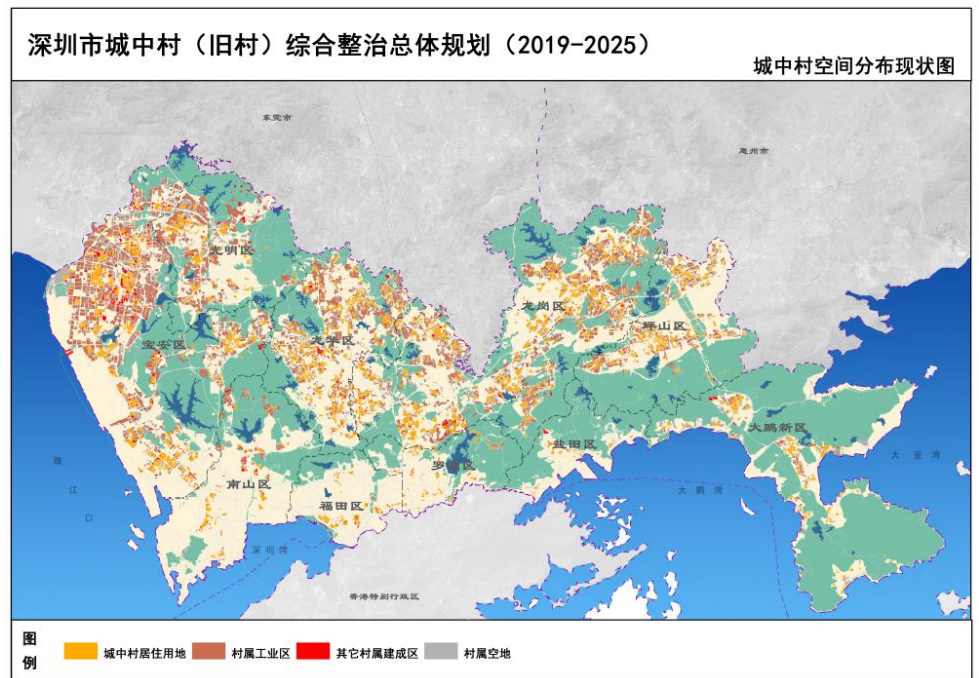 深圳市城中村（旧村）综合整治总体规划（2019-2025）
城中村空间分布现状图
东莞市
惠州市
光明区
龙岗区
坪山区
宝安区
龙华区
大鹏新区
盐田区
罗湖区
南山区
福田区
珠江口
大亚湾
大鹏湾
深圳湾
香港特别行政区
图例
城中村居住用地
村属工业区
其它村属建成区
村属空地